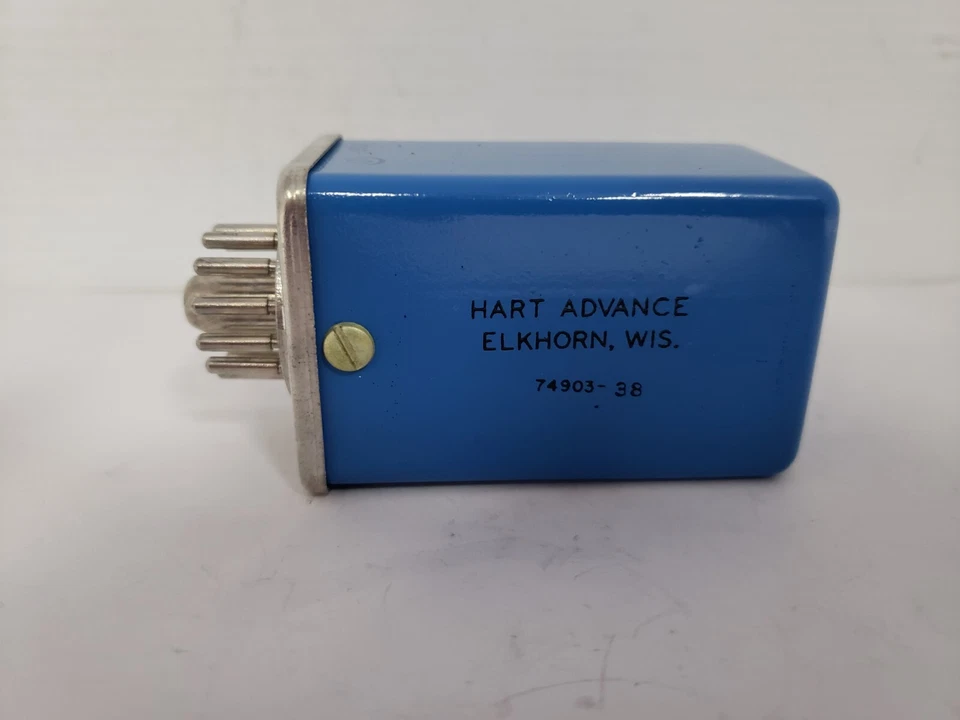 HART ADVANCE
ELKHORN, WIS.
74903-38